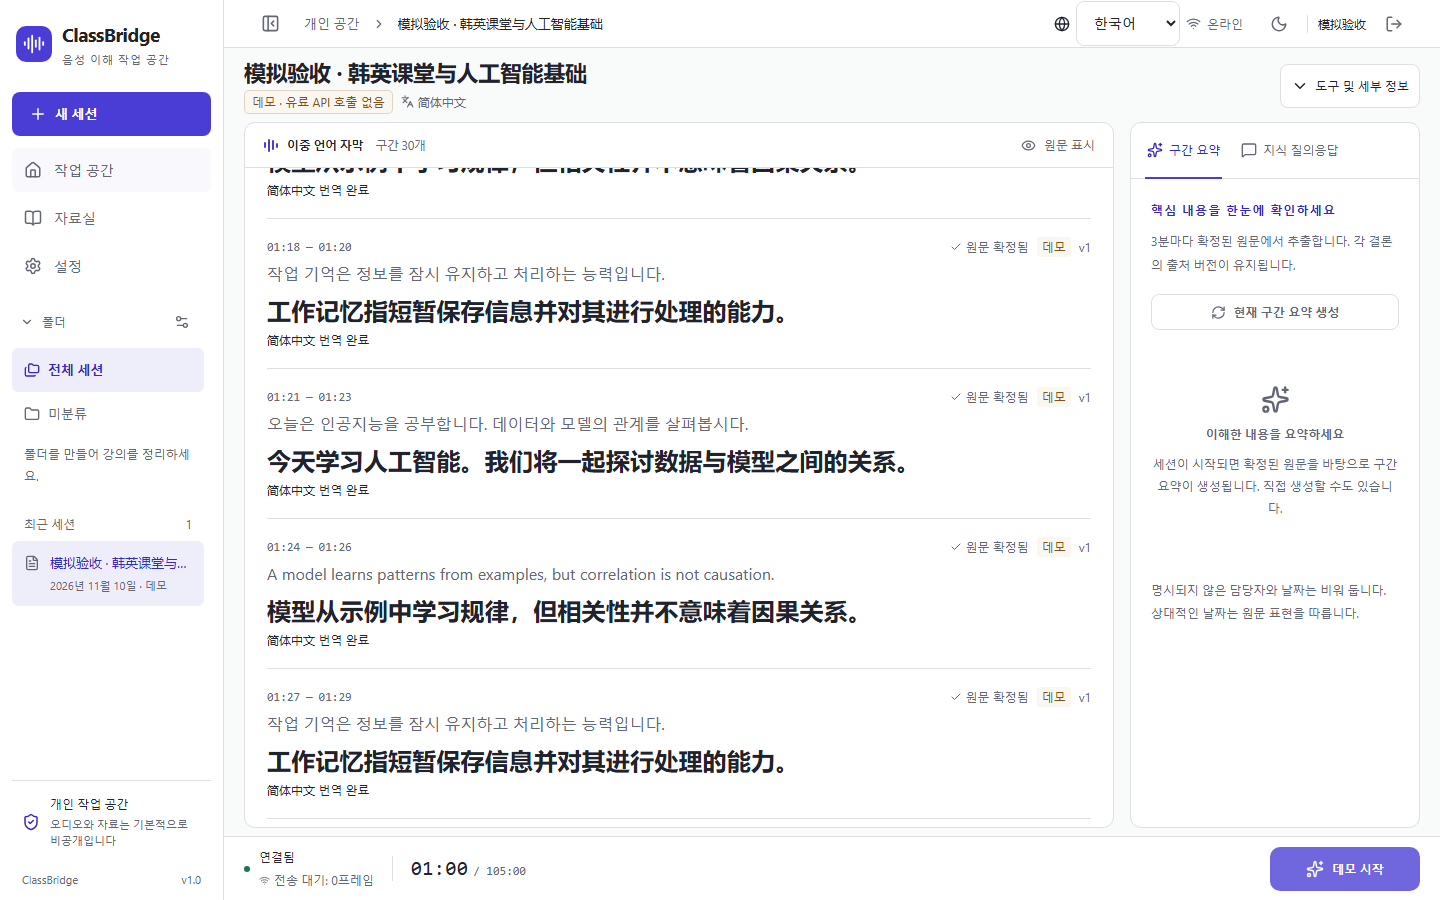 ClassBridge
음성 이해 작업 공간
새 세션
작업 공간
자료실
설정
폴더
전체 세션
미분류
폴더를 만들어 강의를 정리하세
요.
최근 세션 1
模拟验收 · 韩英课堂与...
2026년 11월 10일 · 데모
개인 작업 공간
오디오와 자료는 기본적으로
비공개입니다
ClassBridge v1.0
개인 공간 > 模拟验收 · 韩英课堂与人工智能基础
한국어
온라인
模拟验收
模拟验收 · 韩英课堂与人工智能基础
데모 · 유료 API 호출 없음 简体中文
도구 및 세부 정보
이중 언어 자막 구간 30개
원문 표시
模型从示例中学习规律，但相关性并不意味着因果关系。
简体中文 번역 완료
01:18 — 01:20 원문 확정됨 데모 v1
작업 기억은 정보를 잠시 유지하고 처리하는 능력입니다.
工作记忆指短暂保存信息并对其进行处理的能力。
简体中文 번역 완료
01:21 — 01:23 원문 확정됨 데모 v1
오늘은 인공지능을 공부합니다. 데이터와 모델의 관계를 살펴봅시다.
今天学习人工智能。我们将一起探讨数据与模型之间的关系。
简体中文 번역 완료
01:24 — 01:26 원문 확정됨 데모 v1
A model learns patterns from examples, but correlation is not causation.
模型从示例中学习规律，但相关性并不意味着因果关系。
简体中文 번역 완료
01:27 — 01:29 원문 확정됨 데모 v1
작업 기억은 정보를 잠시 유지하고 처리하는 능력입니다.
工作记忆指短暂保存信息并对其进行处理的能力。
简体中文 번역 완료
구간 요약 지식 질의응답
핵심 내용을 한눈에 확인하세요
3분마다 확정된 원문에서 추출합니다. 각 결론
의 출처 버전이 유지됩니다.
현재 구간 요약 생성
이해한 내용을 요약하세요
세션이 시작되면 확정된 원문을 바탕으로 구간
요약이 생성됩니다. 직접 생성할 수도 있습니
다.
명시되지 않은 담당자와 날짜는 비워 둡니다.
상대적인 날짜는 원문 표현을 따릅니다.
연결됨
전송 대기: 0프레임
01:00 / 105:00
데모 시작